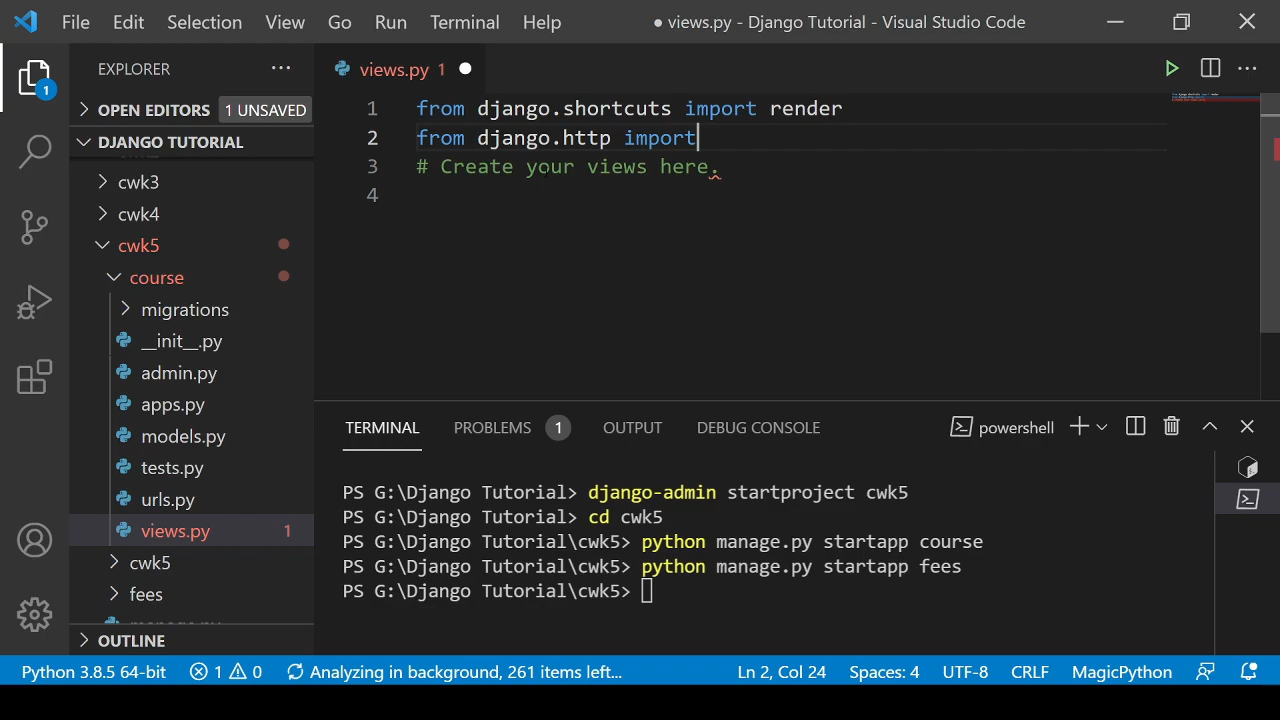 File Edit Selection View Go Run Terminal Help ● views.py - Django Tutorial - Visual Studio Code
EXPLORER ···
1
OPEN EDITORS 1 UNSAVED
DJANGO TUTORIAL
cwk3
cwk4
cwk5
course
migrations
__init__.py
admin.py
apps.py
models.py
tests.py
urls.py
views.py 1
cwk5
fees
OUTLINE
views.py 1 ●
1 from django.shortcuts import render
2 from django.http import
3 # Create your views here.
4
TERMINAL PROBLEMS 1 OUTPUT DEBUG CONSOLE powershell
PS G:\Django Tutorial> django-admin startproject cwk5
PS G:\Django Tutorial> cd cwk5
PS G:\Django Tutorial\cwk5> python manage.py startapp course
PS G:\Django Tutorial\cwk5> python manage.py startapp fees
PS G:\Django Tutorial\cwk5>
Python 3.8.5 64-bit 1 0 Analyzing in background, 261 items left... Ln 2, Col 24 Spaces: 4 UTF-8 CRLF MagicPython